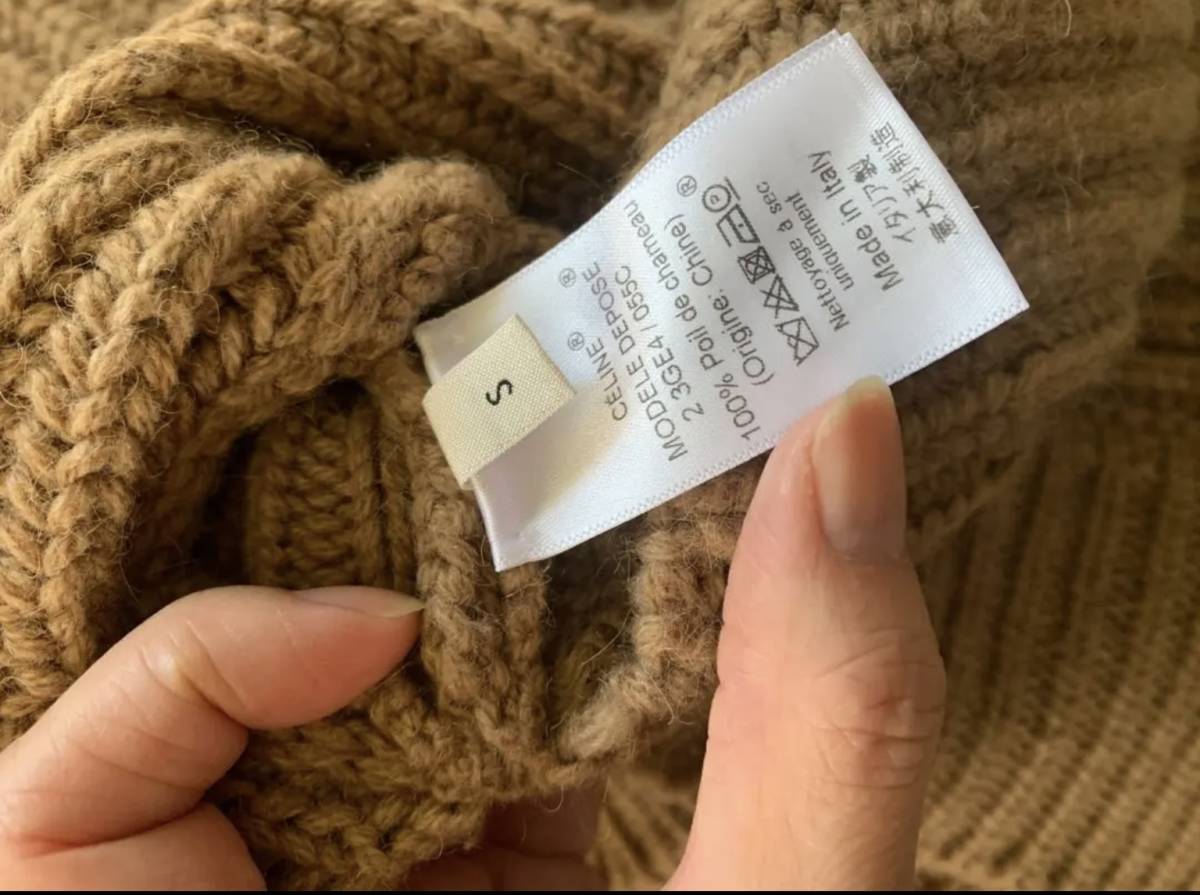 S
CÉLINE®
MODELE DEPOSE®
2 3GE4 / 055C
100% Poil de chameau
(Origine: Chine)
®
Nettoyage à sec
uniquement
Made in Italy
イタリア製
意大利制造